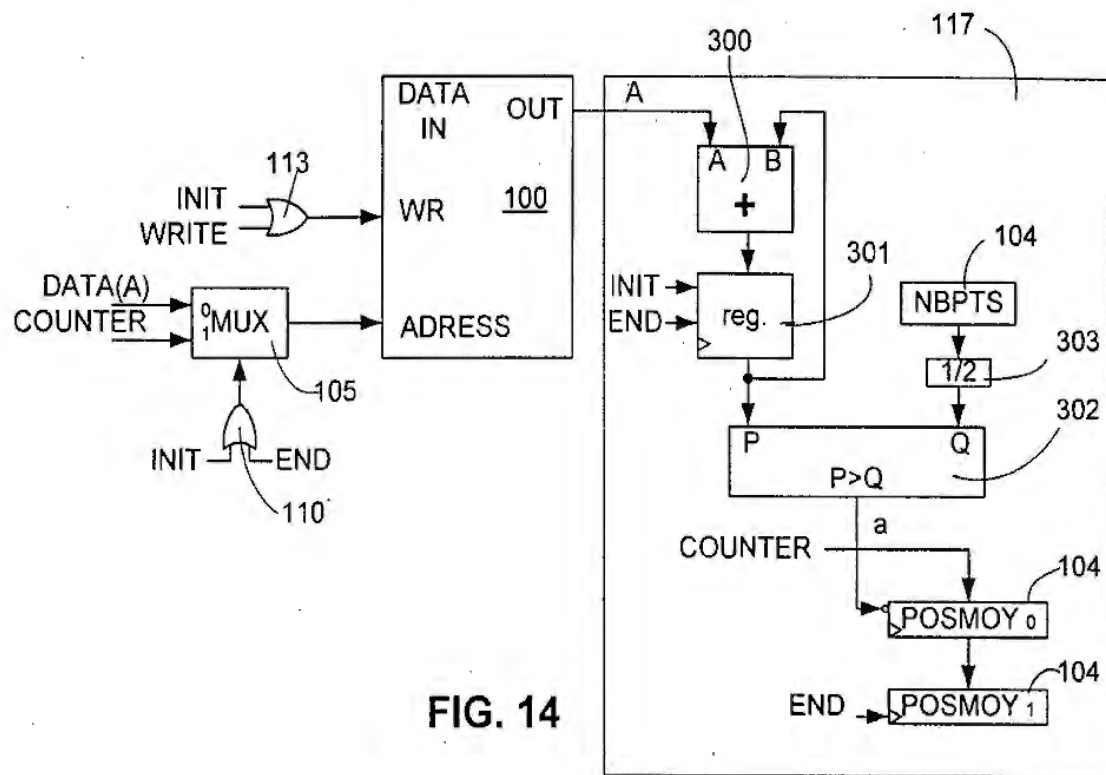 117
300
DATA IN
OUT
A
A B
+
113
INIT
WRITE
WR
100
104
301
NBPTS
INIT
END
reg.
DATA(A)
COUNTER
0
1
MUX
ADRESS
303
1/2
105
302
P Q
P>Q
INIT
END
110
a
COUNTER
104
POSMOY 0
104
POSMOY 1
END
FIG. 14